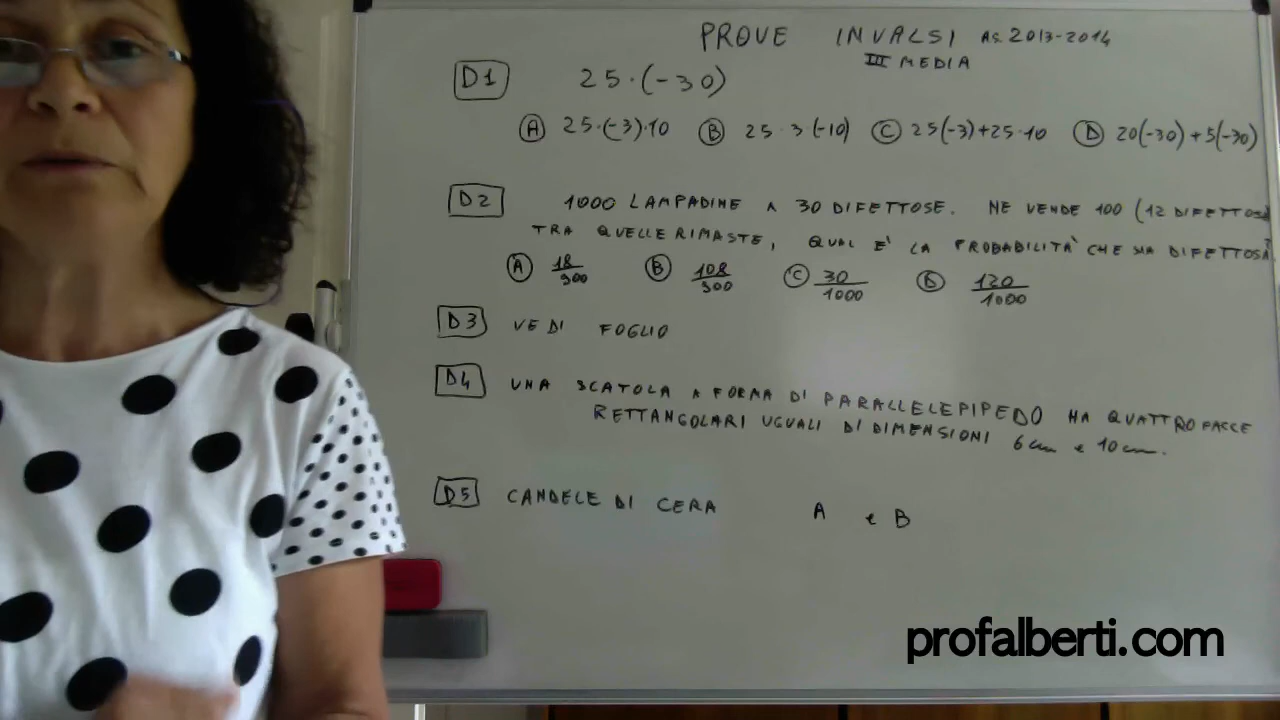 PROVE INVALSI A.S. 2013-2014
III MEDIA
D1 25·(-30)
A 25·(-3)·10 B 25·3(-10) C 25(-3)+25·10 D 20(-30)+5(-30)
D2 1000 LAMPADINE A 30 DIFETTOSE. NE VENDE 100 (12 DIFETTOSE)
TRA QUELLE RIMASTE, QUAL E' LA PROBABILITA' CHE SIA DIFETTOSA?
A 18/900 B 108/900 C 30/1000 D 120/1000
D3 VEDI FOGLIO
D4 UNA SCATOLA A FORMA DI PARALLELEPIPEDO HA QUATTRO FACCE
RETTANGOLARI UGUALI DI DIMENSIONI 6cm e 10cm.
D5 CANDELE DI CERA A e B
profalberti.com